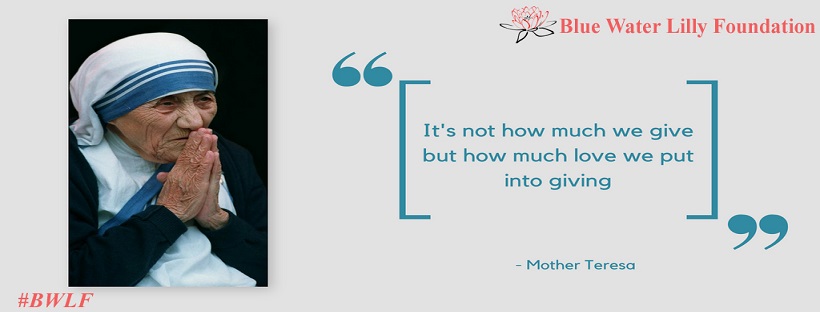 Blue Water Lilly Foundation
It's not how much we give
but how much love we put
into giving
- Mother Teresa
#BWLF